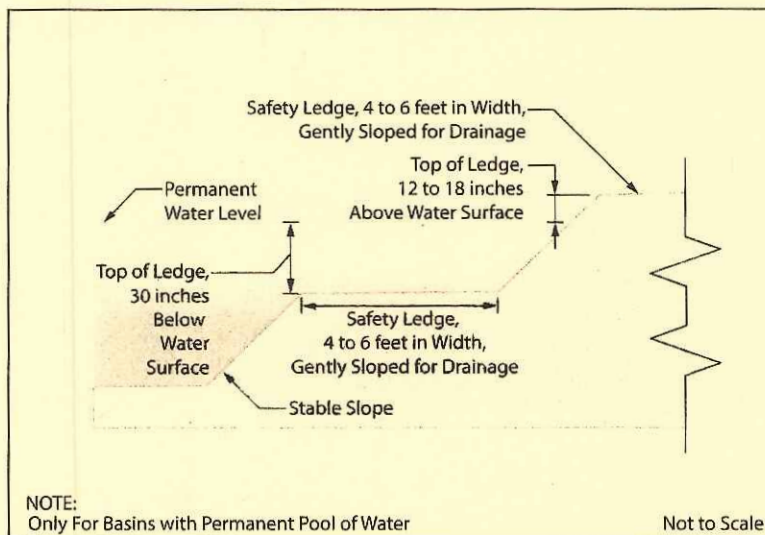 Safety Ledge, 4 to 6 feet in Width,
Gently Sloped for Drainage
Top of Ledge,
12 to 18 inches
Above Water Surface
Permanent
Water Level
Top of Ledge,
30 inches
Below
Water
Surface
Safety Ledge,
4 to 6 feet in Width,
Gently Sloped for Drainage
Stable Slope
NOTE:
Only For Basins with Permanent Pool of Water
Not to Scale